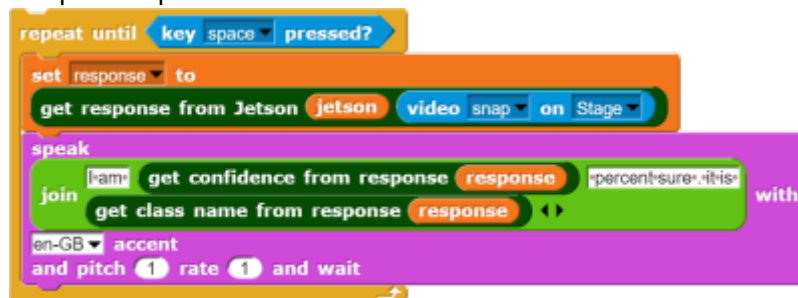 repeat until key space pressed?
set response to
get response from Jetson jetson video snap on Stage
speak
I am get confidence from response response percent sure . it is
join with
get class name from response response
en-GB accent
and pitch 1 rate 1 and wait